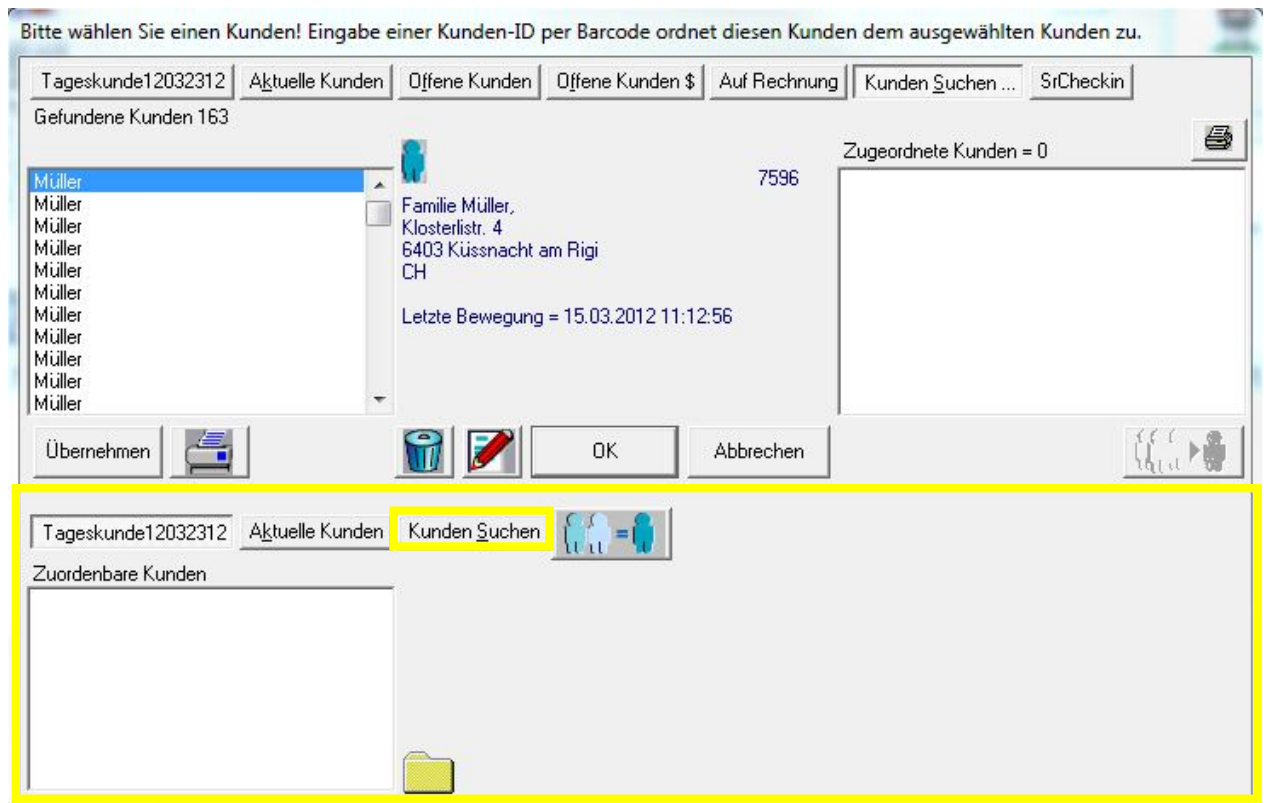 Bitte wählen Sie einen Kunden! Eingabe einer Kunden-ID per Barcode ordnet diesen Kunden dem ausgewählten Kunden zu.
Tageskunde12032312 Aktuelle Kunden Offene Kunden Offene Kunden $ Auf Rechnung Kunden Suchen ... SrCheckin
Gefundene Kunden 163
Zugeordnete Kunden = 0
Müller
Müller
Müller
Müller
Müller
Müller
Müller
Müller
Müller
Müller
Müller
7596
Familie Müller,
Klosterlistr. 4
6403 Küssnacht am Rigi
CH
Letzte Bewegung = 15.03.2012 11:12:56
Übernehmen OK Abbrechen
Tageskunde12032312 Aktuelle Kunden Kunden Suchen
Zuordenbare Kunden